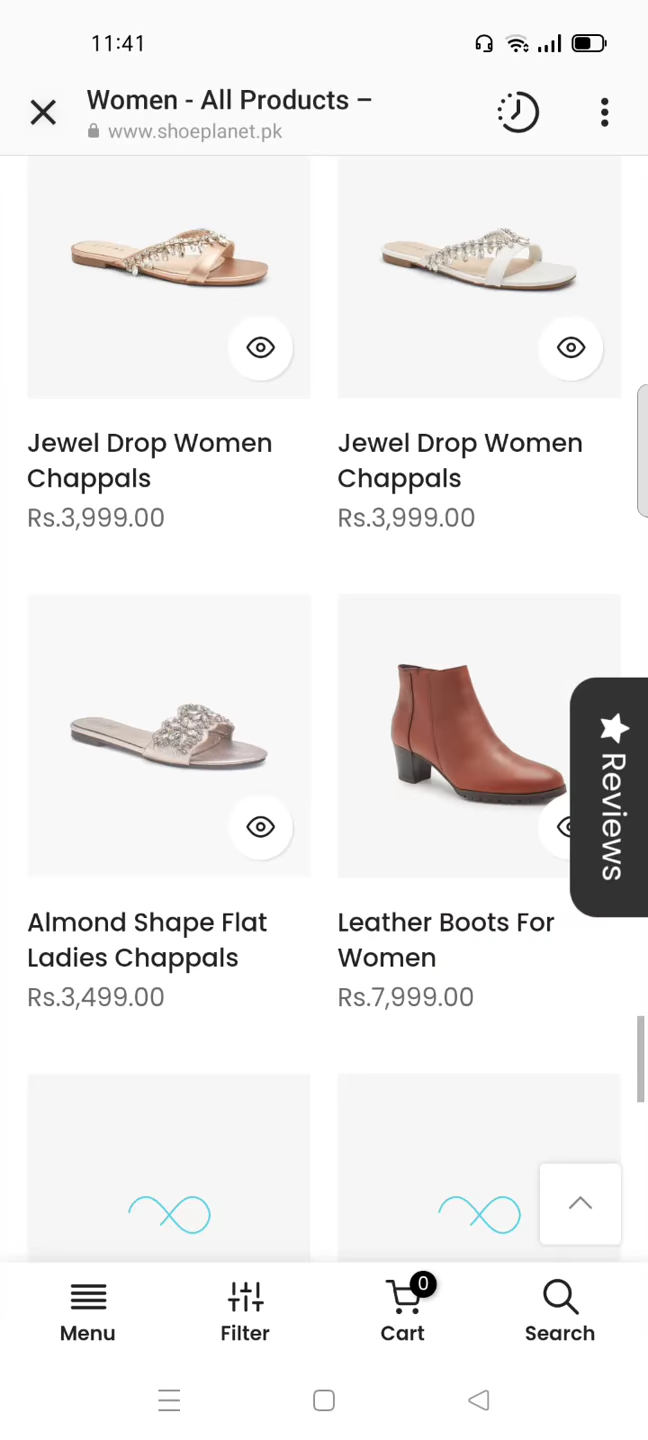 11:41
Women - All Products –
www.shoeplanet.pk
Jewel Drop Women
Chappals
Rs.3,999.00
Jewel Drop Women
Chappals
Rs.3,999.00
Almond Shape Flat
Ladies Chappals
Rs.3,499.00
Leather Boots For
Women
Rs.7,999.00
Reviews
Menu
Filter
0
Cart
Search